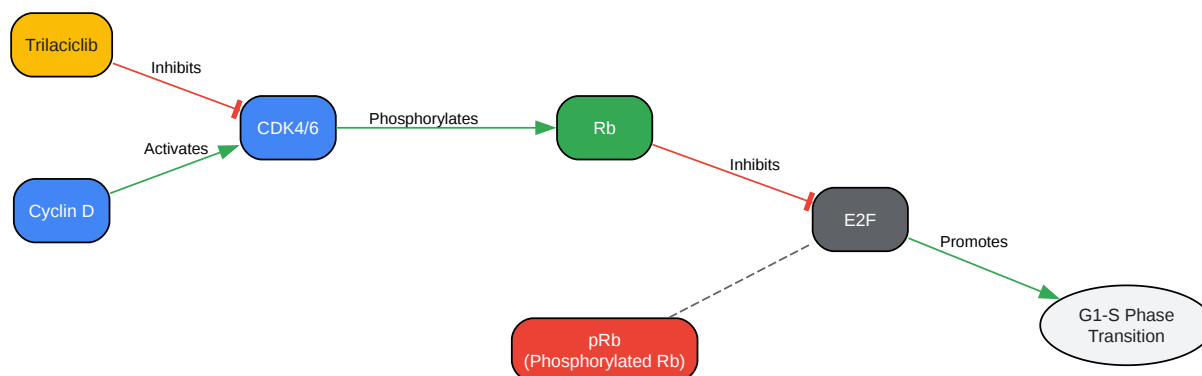 Trilaciclib
Inhibits
CDK4/6
Phosphorylates
Rb
Activates
Cyclin D
Inhibits
E2F
Promotes
G1-S Phase
Transition
pRb
(Phosphorylated Rb)